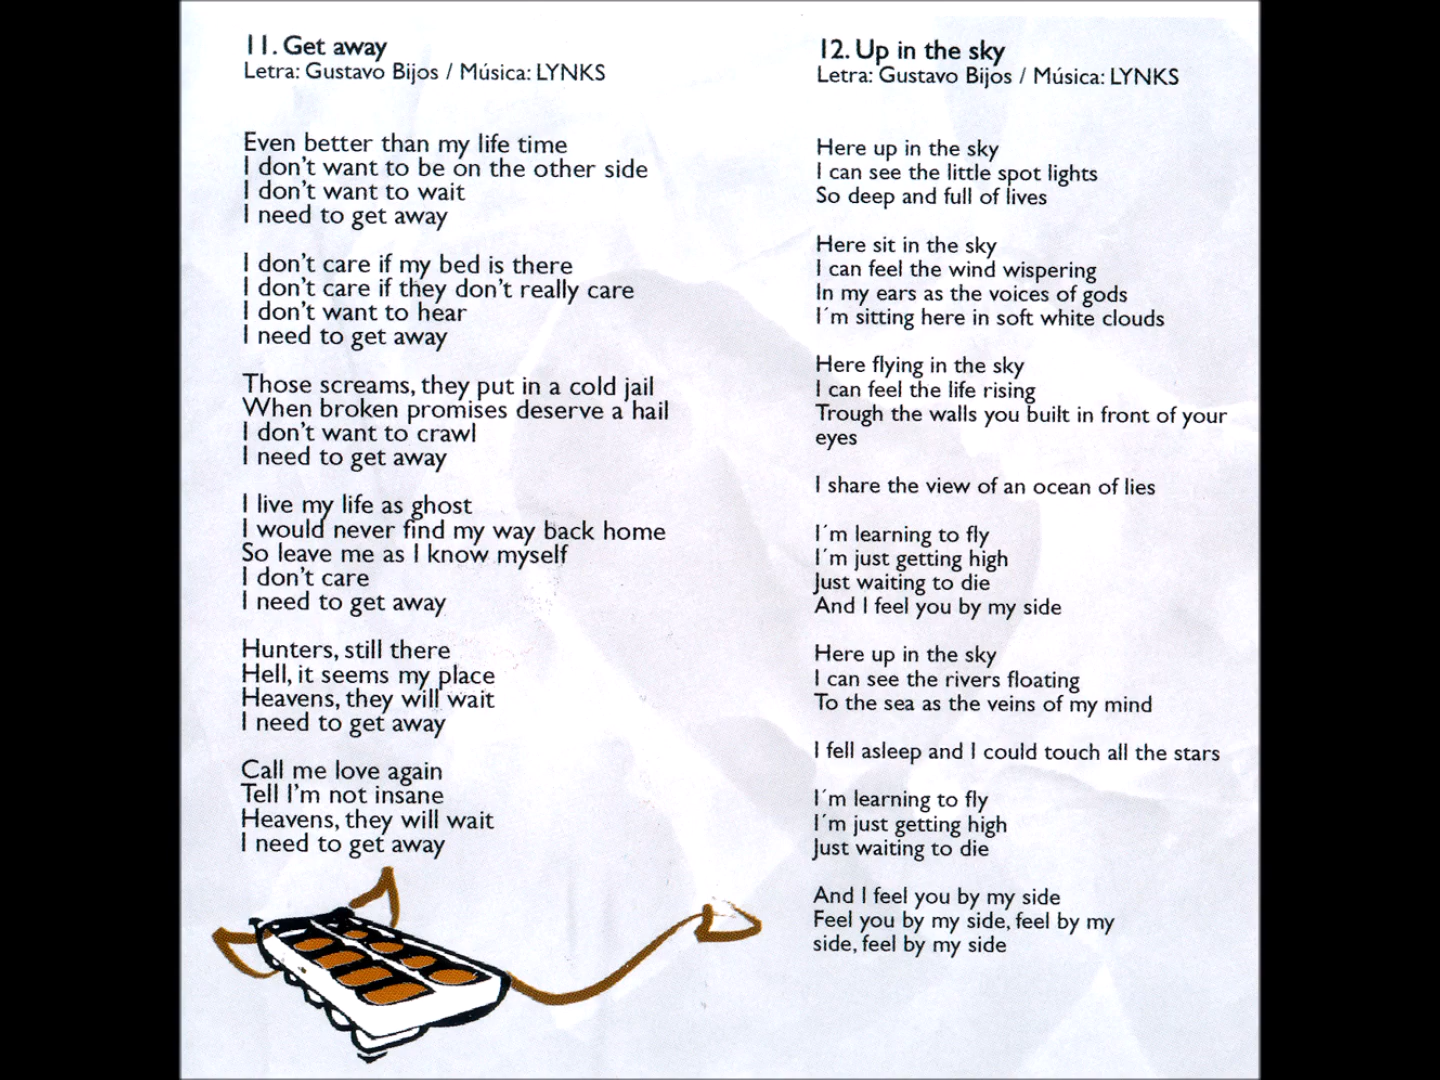 11. Get away
Letra: Gustavo Bijos / Música: LYNKS
Even better than my life time
I don't want to be on the other side
I don't want to wait
I need to get away
I don't care if my bed is there
I don't care if they don't really care
I don't want to hear
I need to get away
Those screams, they put in a cold jail
When broken promises deserve a hail
I don't want to crawl
I need to get away
I live my life as ghost
I would never find my way back home
So leave me as I know myself
I don't care
I need to get away
Hunters, still there
Hell, it seems my place
Heavens, they will wait
I need to get away
Call me love again
Tell I'm not insane
Heavens, they will wait
I need to get away
12. Up in the sky
Letra: Gustavo Bijos / Música: LYNKS
Here up in the sky
I can see the little spot lights
So deep and full of lives
Here sit in the sky
I can feel the wind wispering
In my ears as the voices of gods
I´m sitting here in soft white clouds
Here flying in the sky
I can feel the life rising
Trough the walls you built in front of your
eyes
I share the view of an ocean of lies
I´m learning to fly
I´m just getting high
Just waiting to die
And I feel you by my side
Here up in the sky
I can see the rivers floating
To the sea as the veins of my mind
I fell asleep and I could touch all the stars
I´m learning to fly
I´m just getting high
Just waiting to die
And I feel you by my side
Feel you by my side, feel by my
side, feel by my side